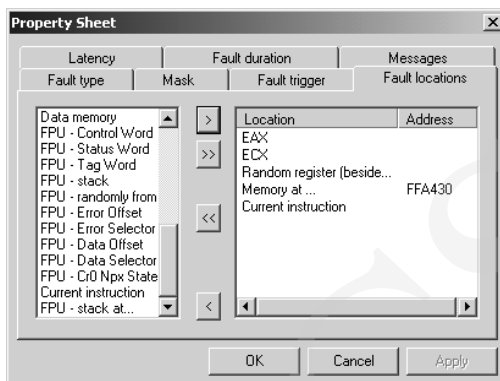 Property Sheet
Latency Fault duration Messages
Fault type Mask Fault trigger Fault locations
Data memory
FPU - Control Word
FPU - Status Word
FPU - Tag Word
FPU - stack
FPU - randomly from
FPU - Error Offset
FPU - Error Selector
FPU - Data Offset
FPU - Data Selector
FPU - Cr0 Npx State
Current instruction
FPU - stack at...
>
>>
<<
<
Location Address
EAX
ECX
Random register (beside...
Memory at ... FFA430
Current instruction
OK Cancel Apply